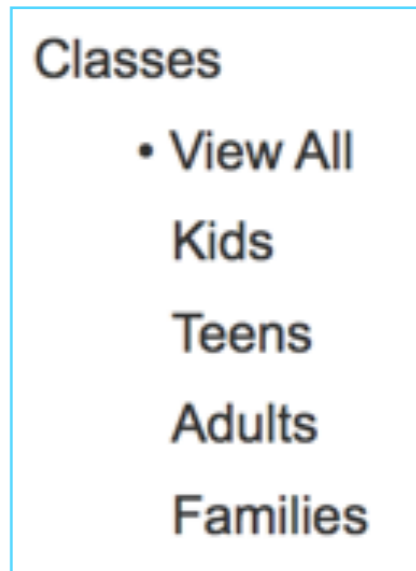 Classes
• View All
Kids
Teens
Adults
Families